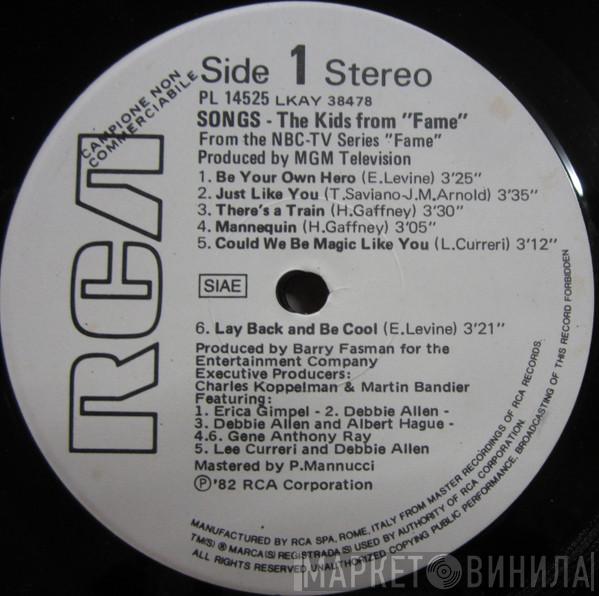 RCA
CAMPIONE NON
COMMERCIABILE
Side 1 Stereo
PL 14525 LKAY 38478
SONGS - The Kids from "Fame"
From the NBC-TV Series "Fame"
Produced by MGM Television
1. Be Your Own Hero (E.Levine) 3'25"
2. Just Like You (T.Saviano-J.M.Arnold) 3'35"
3. There's a Train (H.Gaffney) 3'30"
4. Mannequin (H.Gaffney) 3'05"
5. Could We Be Magic Like You (L.Curreri) 3'12"
SIAE
6. Lay Back and Be Cool (E.Levine) 3'21"
Produced by Barry Fasman for the
Entertainment Company
Executive Producers:
Charles Koppelman & Martin Bandier
Featuring:
1. Erica Gimpel - 2. Debbie Allen -
3. Debbie Allen and Albert Hague -
4.6. Gene Anthony Ray
5. Lee Curreri and Debbie Allen
Mastered by P.Mannucci
Ⓟ'82 RCA Corporation
MANUFACTURED BY RCA SPA, ROME, ITALY FROM MASTER RECORDINGS OF RCA RECORDS.
TM(S) ® MARCA(S) REGISTRADA(S) USED BY AUTHORITY OF RCA CORPORATION.
ALL RIGHTS RESERVED, UNAUTHORIZED COPYING PUBLIC PERFORMANCE, BROADCASTING OF THIS RECORD FORBIDDEN
МАРКЕТ ВИНИЛА